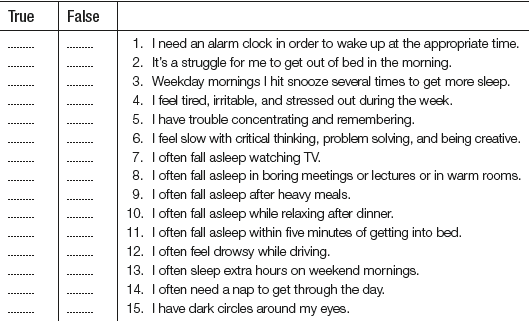 True False
......... ......... 1. I need an alarm clock in order to wake up at the appropriate time.
......... ......... 2. It's a struggle for me to get out of bed in the morning.
......... ......... 3. Weekday mornings I hit snooze several times to get more sleep.
......... ......... 4. I feel tired, irritable, and stressed out during the week.
......... ......... 5. I have trouble concentrating and remembering.
......... ......... 6. I feel slow with critical thinking, problem solving, and being creative.
......... ......... 7. I often fall asleep watching TV.
......... ......... 8. I often fall asleep in boring meetings or lectures or in warm rooms.
......... ......... 9. I often fall asleep after heavy meals.
......... ......... 10. I often fall asleep while relaxing after dinner.
......... ......... 11. I often fall asleep within five minutes of getting into bed.
......... ......... 12. I often feel drowsy while driving.
......... ......... 13. I often sleep extra hours on weekend mornings.
......... ......... 14. I often need a nap to get through the day.
......... ......... 15. I have dark circles around my eyes.